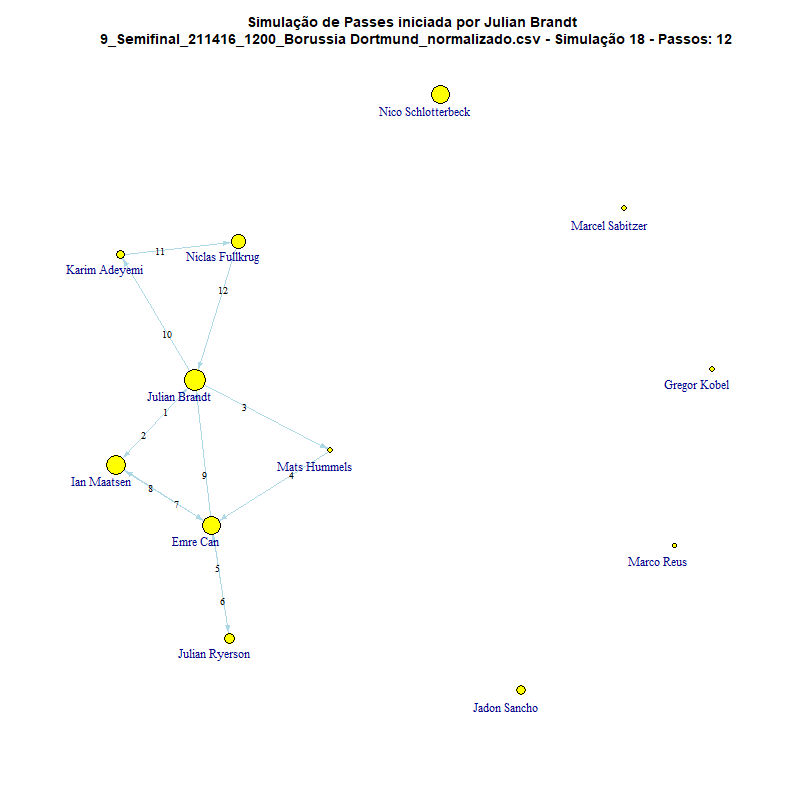 Simulação de Passes iniciada por Julian Brandt
9_Semifinal_211416_1200_Borussia Dortmund_normalizado.csv - Simulação 18 - Passos: 12
Nico Schlotterbeck
Marcel Sabitzer
11
Niclas Fullkrug
Karim Adeyemi
12
10
Gregor Kobel
Julian Brandt
3
1
2
Mats Hummels
9
4
Ian Maatsen
8
7
Emre Can
Marco Reus
5
6
Julian Ryerson
Jadon Sancho